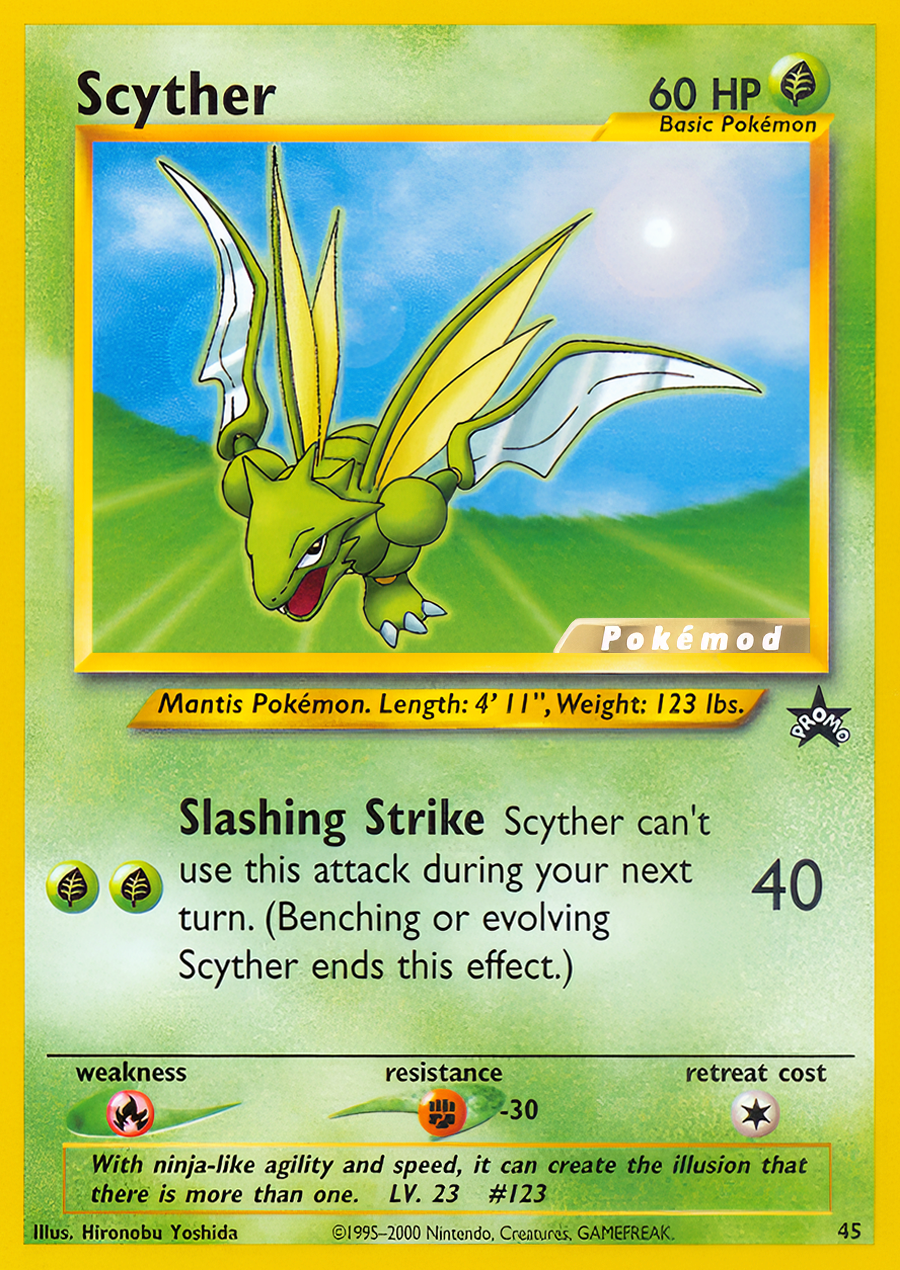 Scyther
60 HP
Basic Pokémon
Pokémod
Mantis Pokémon. Length: 4’ 11", Weight: 123 lbs.
PROMO
Slashing Strike Scyther can't
use this attack during your next
turn. (Benching or evolving
Scyther ends this effect.)
40
weakness
resistance
retreat cost
-30
With ninja-like agility and speed, it can create the illusion that
there is more than one. LV. 23 #123
Illus. Hironobu Yoshida
©1995–2000 Nintendo, Creatures, GAMEFREAK.
45